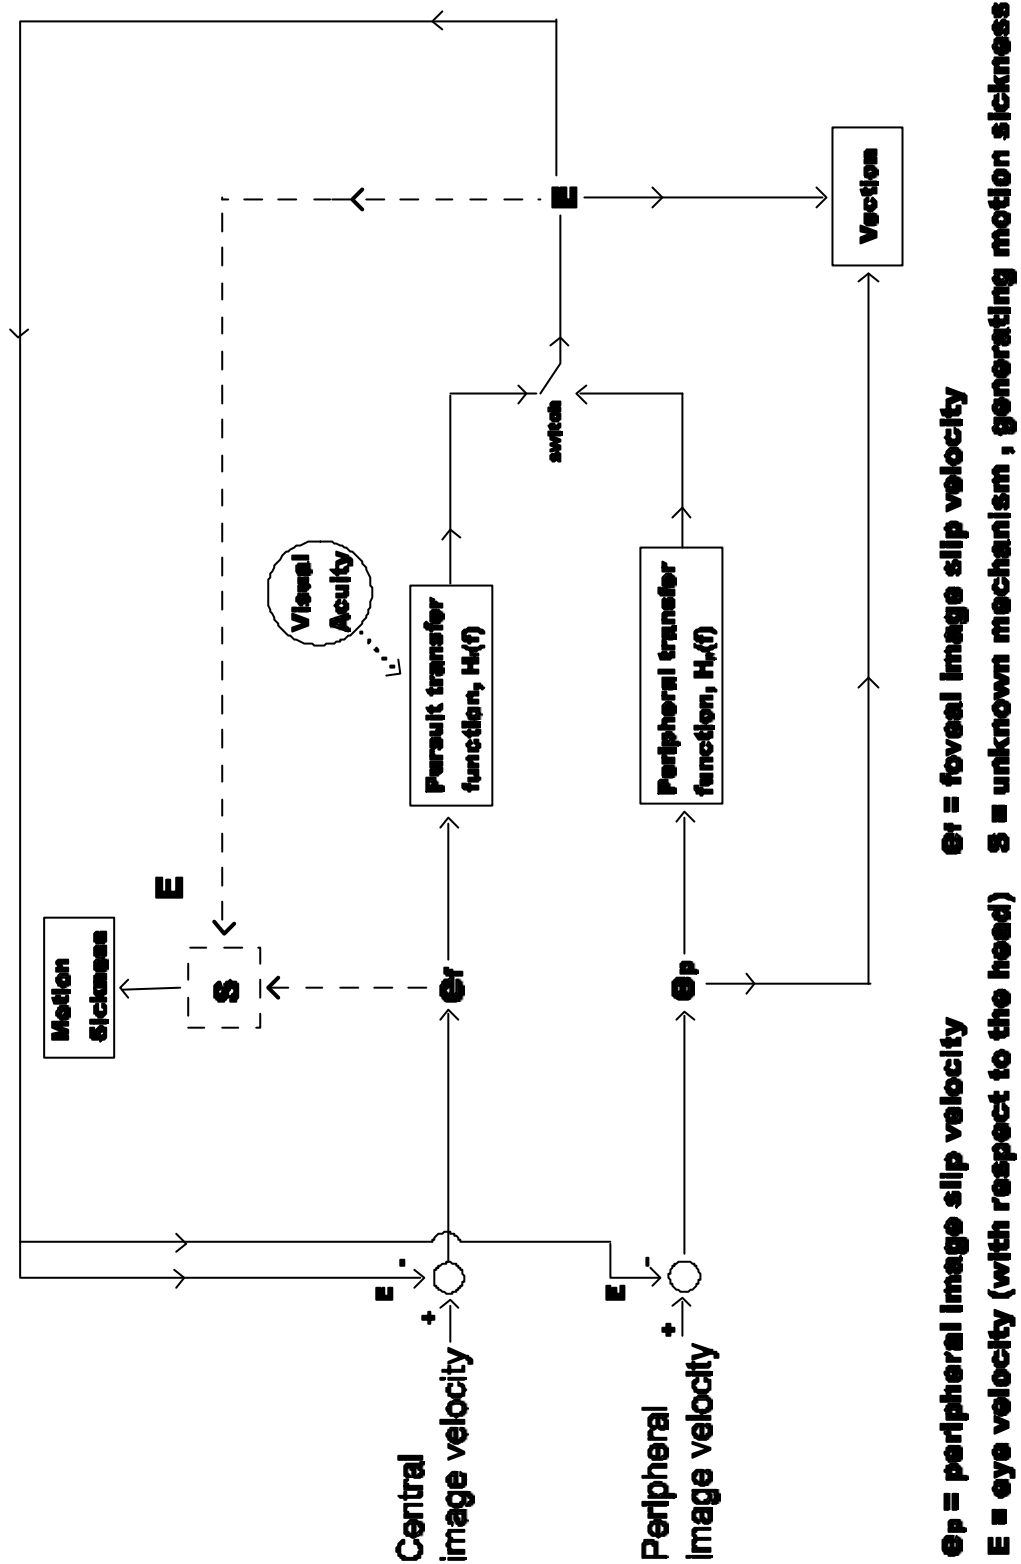 Motion
Sickness
S
E
Visual
Acuity
E
-
+
Central
image velocity
ef
Pursuit transfer
function, Hf(f)
switch
E
E
-
+
Peripheral
image velocity
ep
Peripheral transfer
function, Hp(f)
Vection
ep = peripheral image slip velocity
ef = foveal image slip velocity
E = eye velocity (with respect to the head)
S = unknown mechanism , generating motion sickness